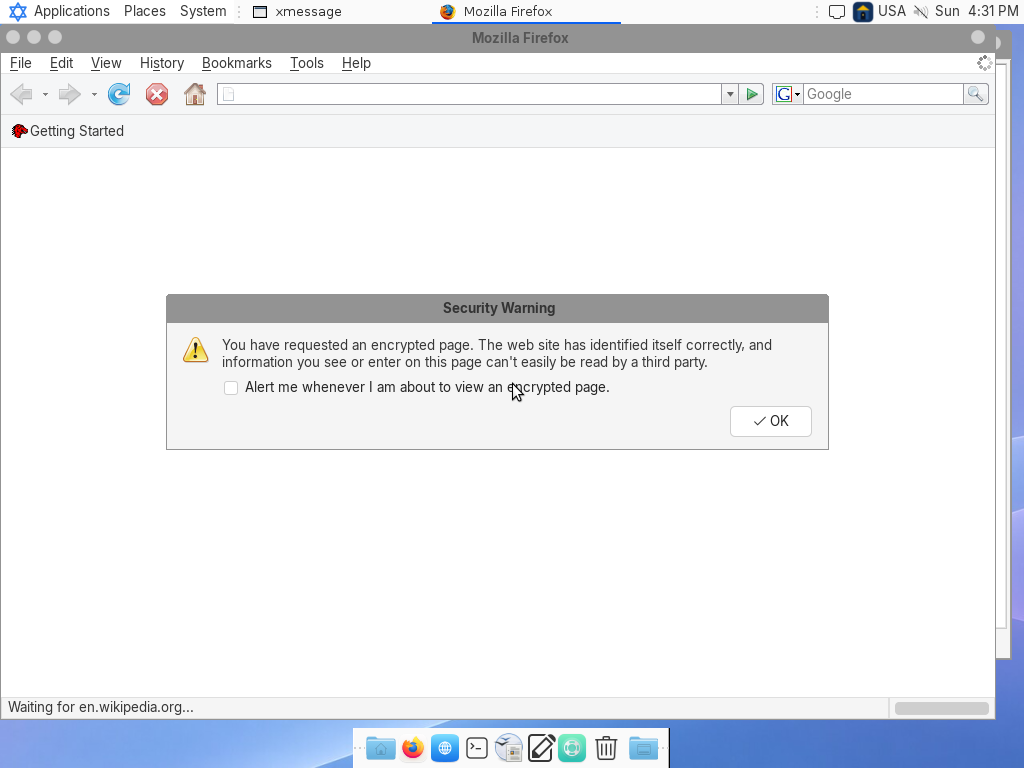 Applications Places System xmessage Mozilla Firefox USA Sun 4:31 PM
Mozilla Firefox
File Edit View History Bookmarks Tools Help
G Google
Getting Started
Security Warning
You have requested an encrypted page. The web site has identified itself correctly, and
information you see or enter on this page can't easily be read by a third party.
Alert me whenever I am about to view an encrypted page.
OK
Waiting for en.wikipedia.org...